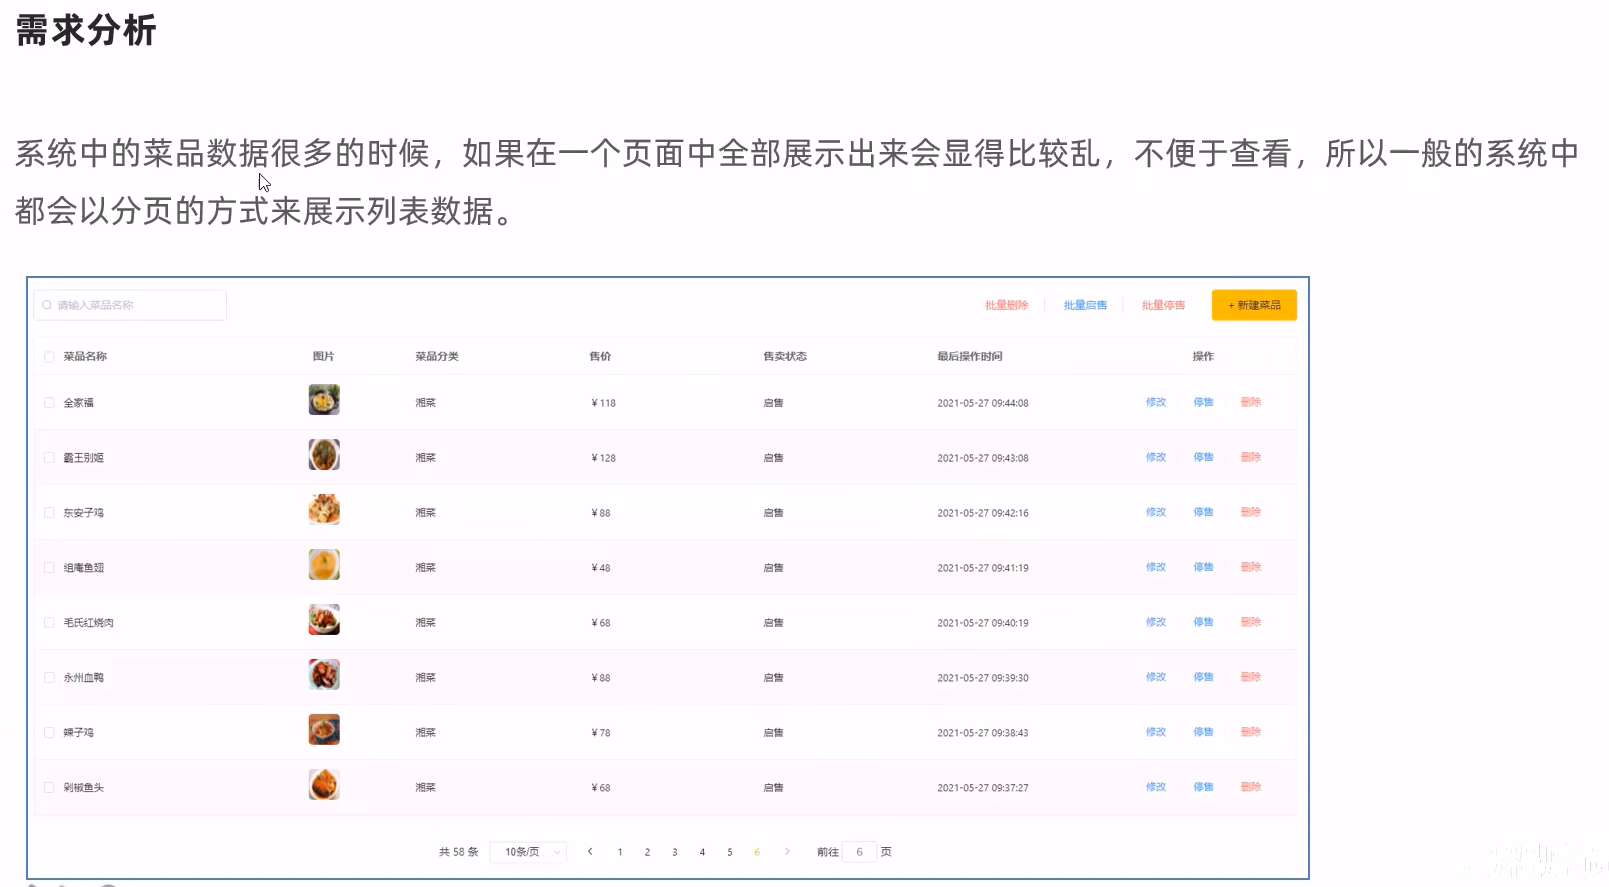 需求分析
系统中的菜品数据很多的时候，如果在一个页面中全部展示出来会显得比较乱，不便于查看，所以一般的系统中
都会以分页的方式来展示列表数据。
请输入菜品名称 批量删除 批量启售 批量停售 + 新建菜品
菜品名称 图片 菜品分类 售价 售卖状态 最后操作时间 操作
全家福 湘菜 ¥ 118 启售 2021-05-27 09:44:08 修改 停售 删除
霸王别姬 湘菜 ¥ 128 启售 2021-05-27 09:43:08 修改 停售 删除
东安子鸡 湘菜 ¥ 88 启售 2021-05-27 09:42:16 修改 停售 删除
组庵鱼翅 湘菜 ¥ 48 启售 2021-05-27 09:41:19 修改 停售 删除
毛氏红烧肉 湘菜 ¥ 68 启售 2021-05-27 09:40:19 修改 停售 删除
永州血鸭 湘菜 ¥ 88 启售 2021-05-27 09:39:30 修改 停售 删除
辣子鸡 湘菜 ¥ 78 启售 2021-05-27 09:38:43 修改 停售 删除
剁椒鱼头 湘菜 ¥ 68 启售 2021-05-27 09:37:27 修改 停售 删除
共 58 条 10条/页 < 1 2 3 4 5 6 > 前往 6 页